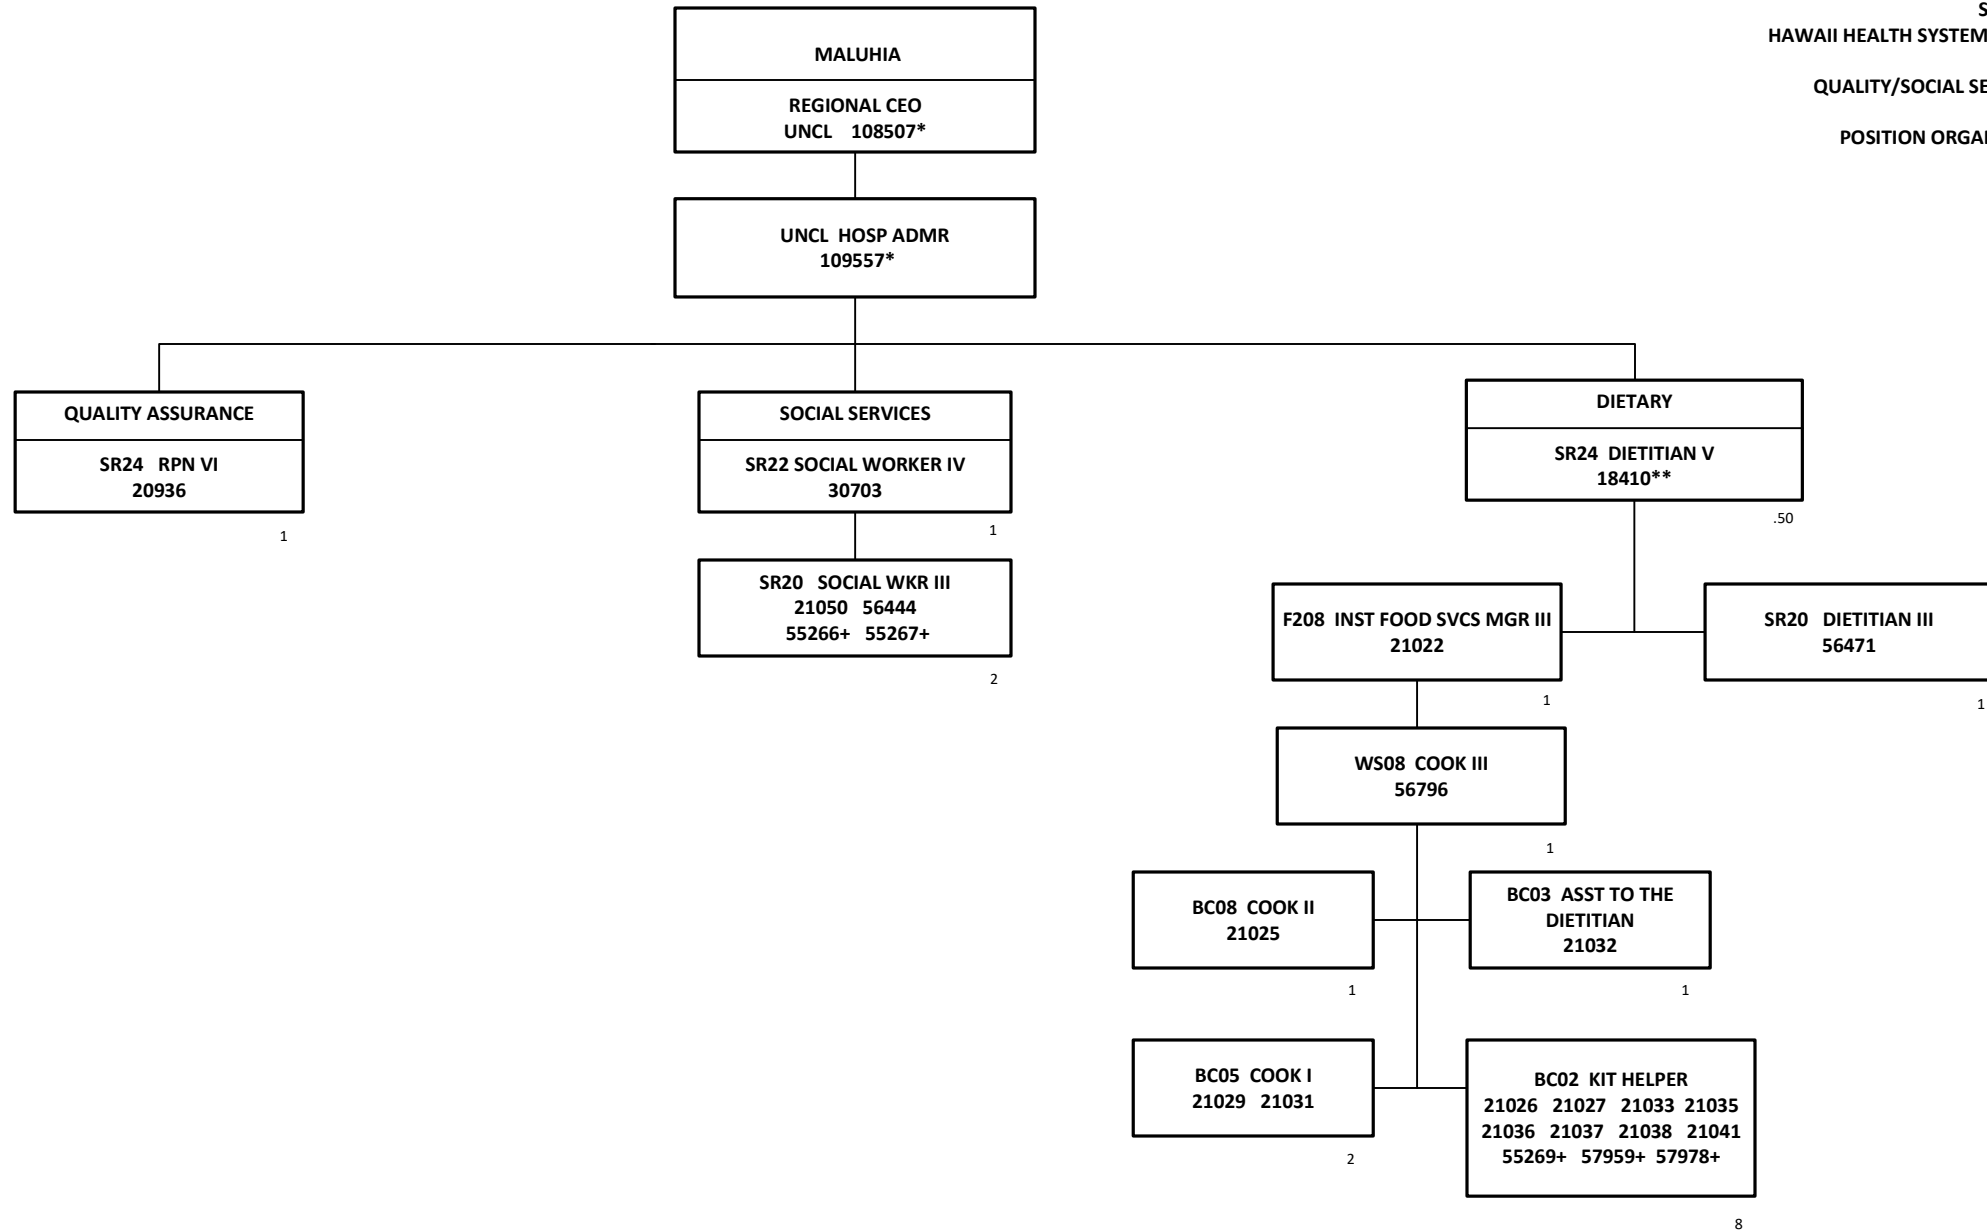 S
HAWAII HEALTH SYSTEM
QUALITY/SOCIAL SE
POSITION ORGA
MALUHIA
REGIONAL CEO
UNCL 108507*
UNCL HOSP ADMR
109557*
QUALITY ASSURANCE
SR24 RPN VI
20936
1
SOCIAL SERVICES
SR22 SOCIAL WORKER IV
30703
1
SR20 SOCIAL WKR III
21050 56444
55266+ 55267+
2
DIETARY
SR24 DIETITIAN V
18410**
.50
F208 INST FOOD SVCS MGR III
21022
1
SR20 DIETITIAN III
56471
1
WS08 COOK III
56796
1
BC08 COOK II
21025
1
BC03 ASST TO THE
DIETITIAN
21032
1
BC05 COOK I
21029 21031
2
BC02 KIT HELPER
21026 21027 21033 21035
21036 21037 21038 21041
55269+ 57959+ 57978+
8